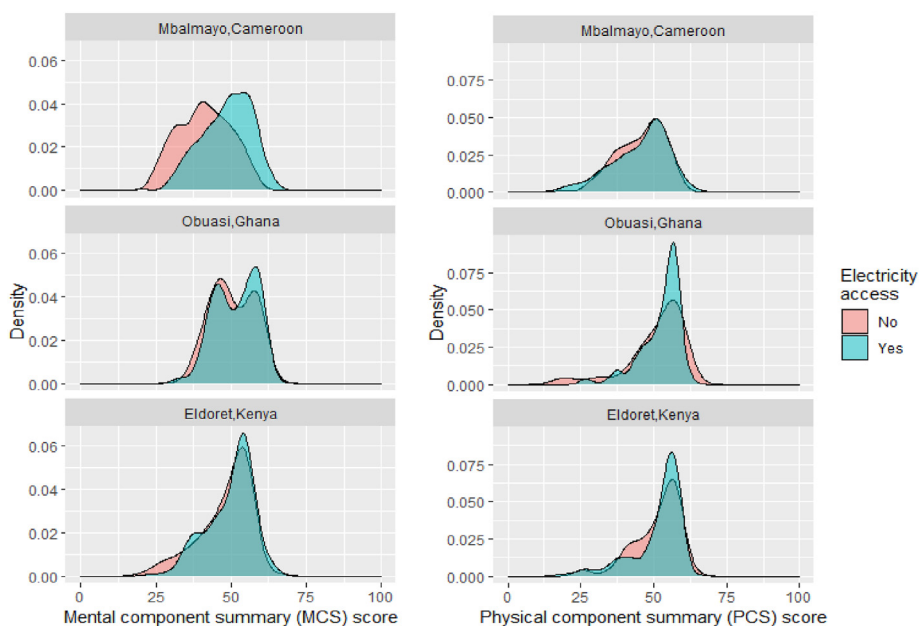 Mbalmayo,Cameroon
0.06
0.04
0.02
0.00
Obuasi,Ghana
0.06
0.04
0.02
0.00
Eldoret,Kenya
0.06
0.04
0.02
0.00
Density
0 25 50 75 100
Mental component summary (MCS) score
Mbalmayo,Cameroon
0.075
0.050
0.025
0.000
Obuasi,Ghana
0.075
0.050
0.025
0.000
Eldoret,Kenya
0.075
0.050
0.025
0.000
Density
0 25 50 75 100
Physical component summary (PCS) score
Electricity
access
No
Yes